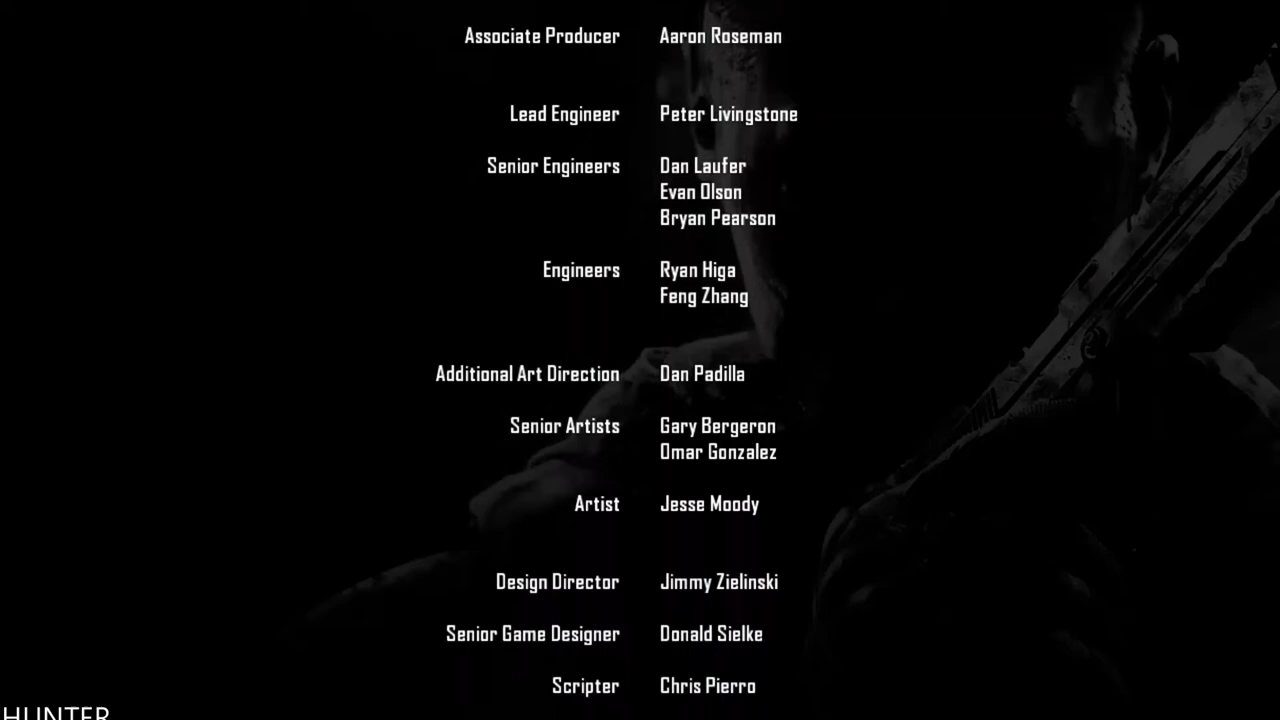 Associate Producer Aaron Roseman
Lead Engineer Peter Livingstone
Senior Engineers Dan Laufer
Evan Olson
Bryan Pearson
Engineers Ryan Higa
Feng Zhang
Additional Art Direction Dan Padilla
Senior Artists Gary Bergeron
Omar Gonzalez
Artist Jesse Moody
Design Director Jimmy Zielinski
Senior Game Designer Donald Sielke
Scripter Chris Pierro
HUNTER